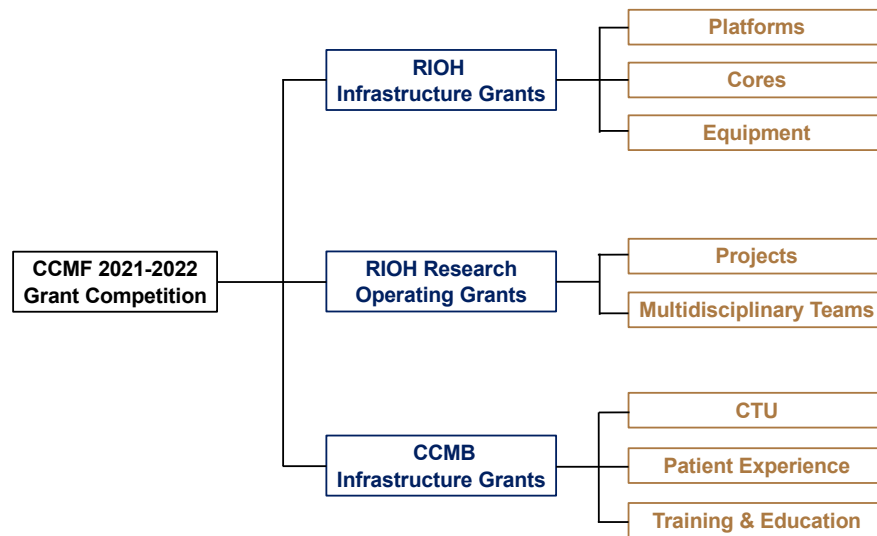 CCMF 2021-2022
Grant Competition
RIOH
Infrastructure Grants
Platforms
Cores
Equipment
RIOH Research
Operating Grants
Projects
Multidisciplinary Teams
CCMB
Infrastructure Grants
CTU
Patient Experience
Training & Education